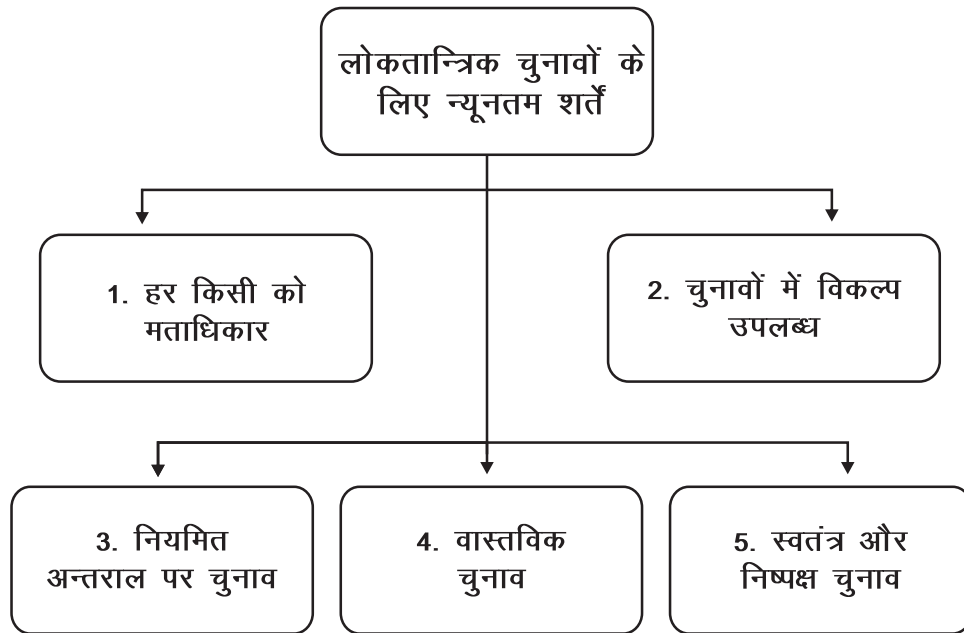 लोकतान्त्रिक चुनावों के
लिए न्यूनतम शर्तें
1. हर किसी को
मताधिकार
2. चुनावों में विकल्प
उपलब्ध
3. नियमित
अन्तराल पर चुनाव
4. वास्तविक
चुनाव
5. स्वतंत्र और
निष्पक्ष चुनाव